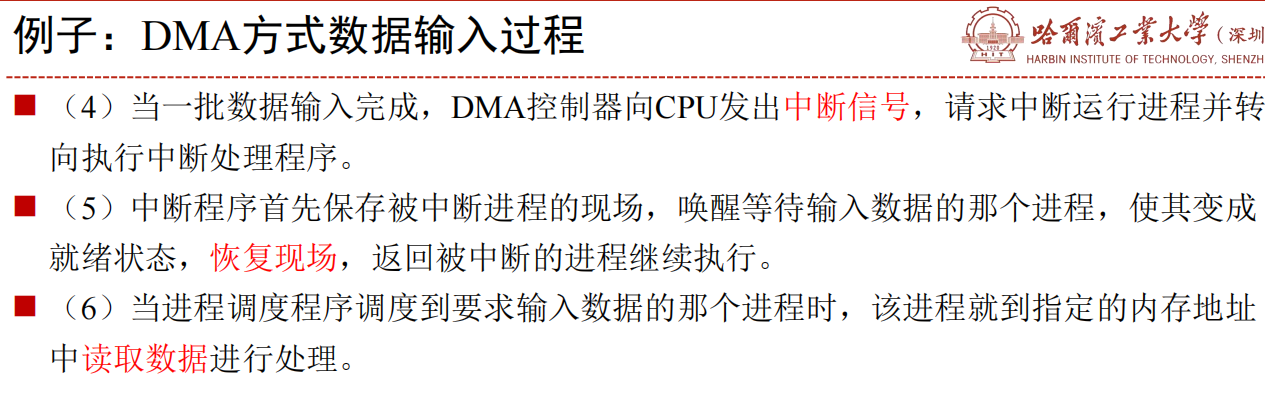 例子：DMA方式数据输入过程
哈尔滨工业大学（深圳
HARBIN INSTITUTE OF TECHNOLOGY, SHENZH
1920
HIT
（4）当一批数据输入完成，DMA控制器向CPU发出中断信号，请求中断运行进程并转
向执行中断处理程序。
（5）中断程序首先保存被中断进程的现场，唤醒等待输入数据的那个进程，使其变成
就绪状态，恢复现场，返回被中断的进程继续执行。
（6）当进程调度程序调度到要求输入数据的那个进程时，该进程就到指定的内存地址
中读取数据进行处理。